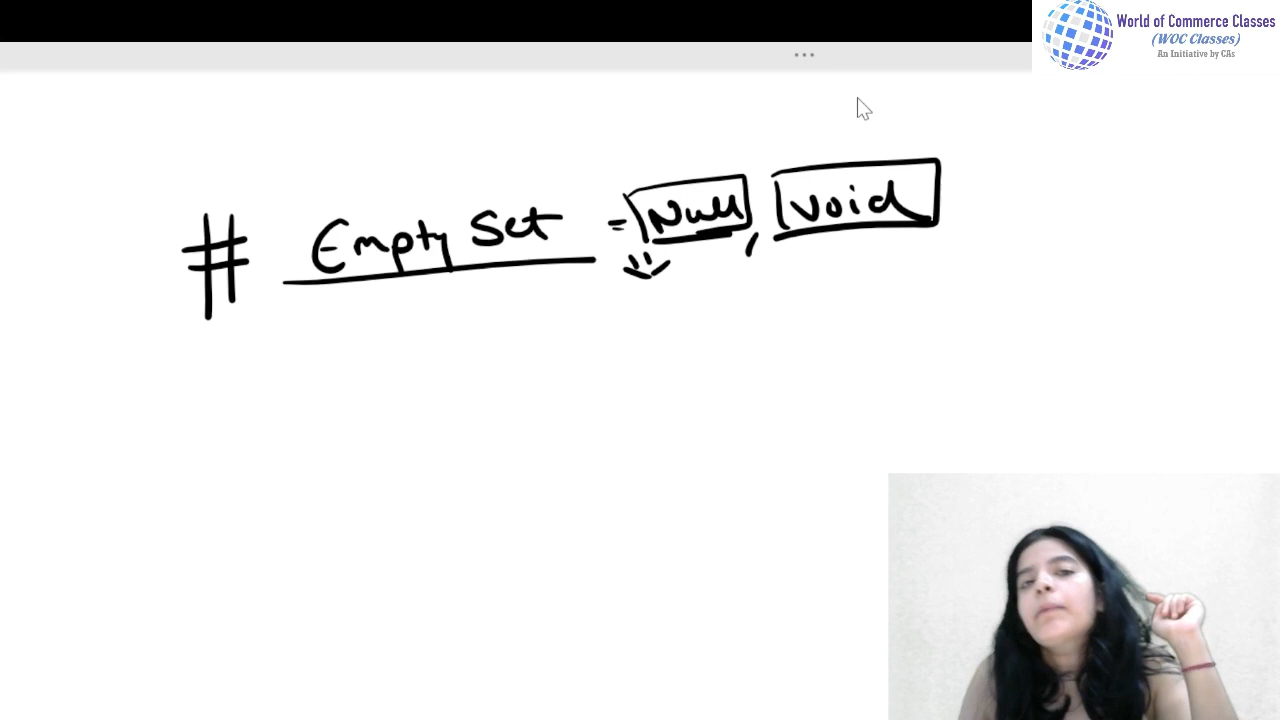 World of Commerce Classes
(WOC Classes)
An Initiative by CAs
# Empty Set = Null, Void